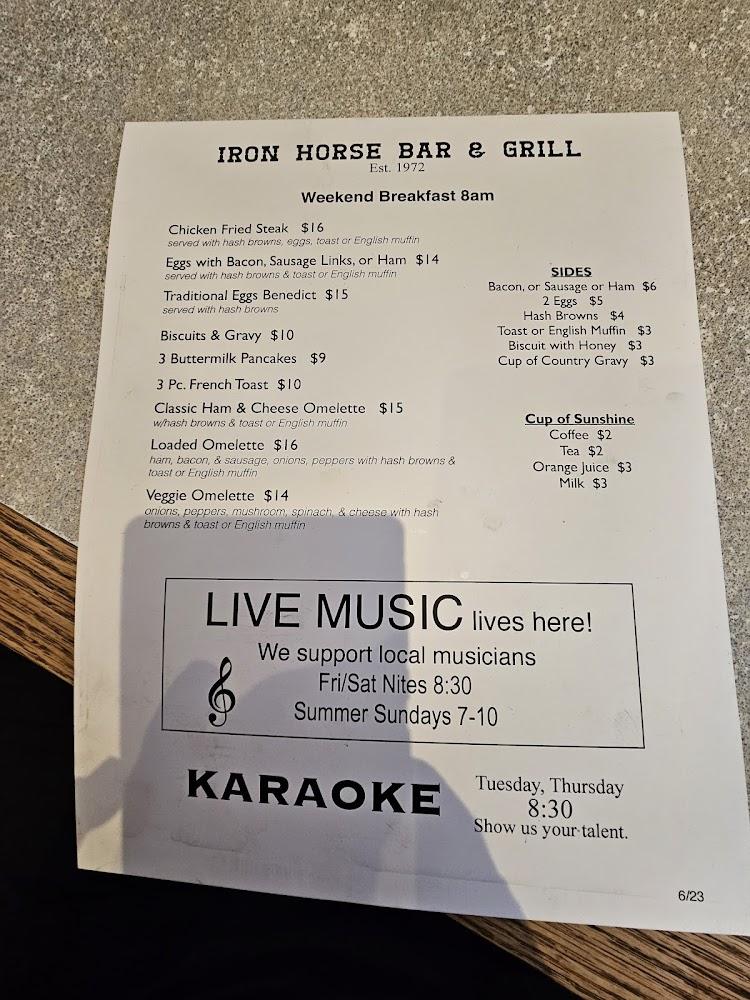 IRON HORSE BAR & GRILL
Est. 1972
Weekend Breakfast 8am
Chicken Fried Steak $16
served with hash browns, eggs, toast or English muffin
Eggs with Bacon, Sausage Links, or Ham $14
served with hash browns & toast or English muffin
Traditional Eggs Benedict $15
served with hash browns
Biscuits & Gravy $10
3 Buttermilk Pancakes $9
3 Pc. French Toast $10
Classic Ham & Cheese Omelette $15
w/hash browns & toast or English muffin
Loaded Omelette $16
ham, bacon, & sausage, onions, peppers with hash browns &
toast or English muffin
Veggie Omelette $14
onions, peppers, mushroom, spinach, & cheese with hash
browns & toast or English muffin
SIDES
Bacon, or Sausage or Ham $6
2 Eggs $5
Hash Browns $4
Toast or English Muffin $3
Biscuit with Honey $3
Cup of Country Gravy $3
Cup of Sunshine
Coffee $2
Tea $2
Orange juice $3
Milk $3
LIVE MUSIC lives here!
We support local musicians
Fri/Sat Nites 8:30
Summer Sundays 7-10
KARAOKE
Tuesday, Thursday
8:30
Show us your talent.
6/23